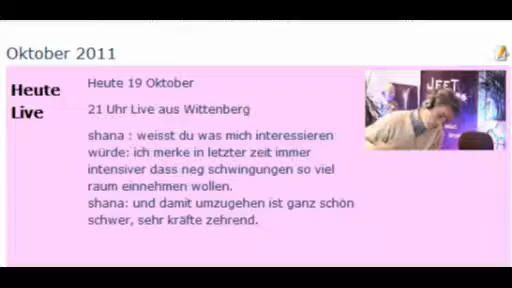 Oktober 2011
Heute
Live
Heute 19 Oktober
21 Uhr Live aus Wittenberg
shana : weisst du was mich interessieren
würde: ich merke in letzter zeit immer
intensiver dass neg schwingungen so viel
raum einnehmen wollen.
shana: und damit umzugehen ist ganz schön
schwer, sehr kräfte zehrend.
JEET